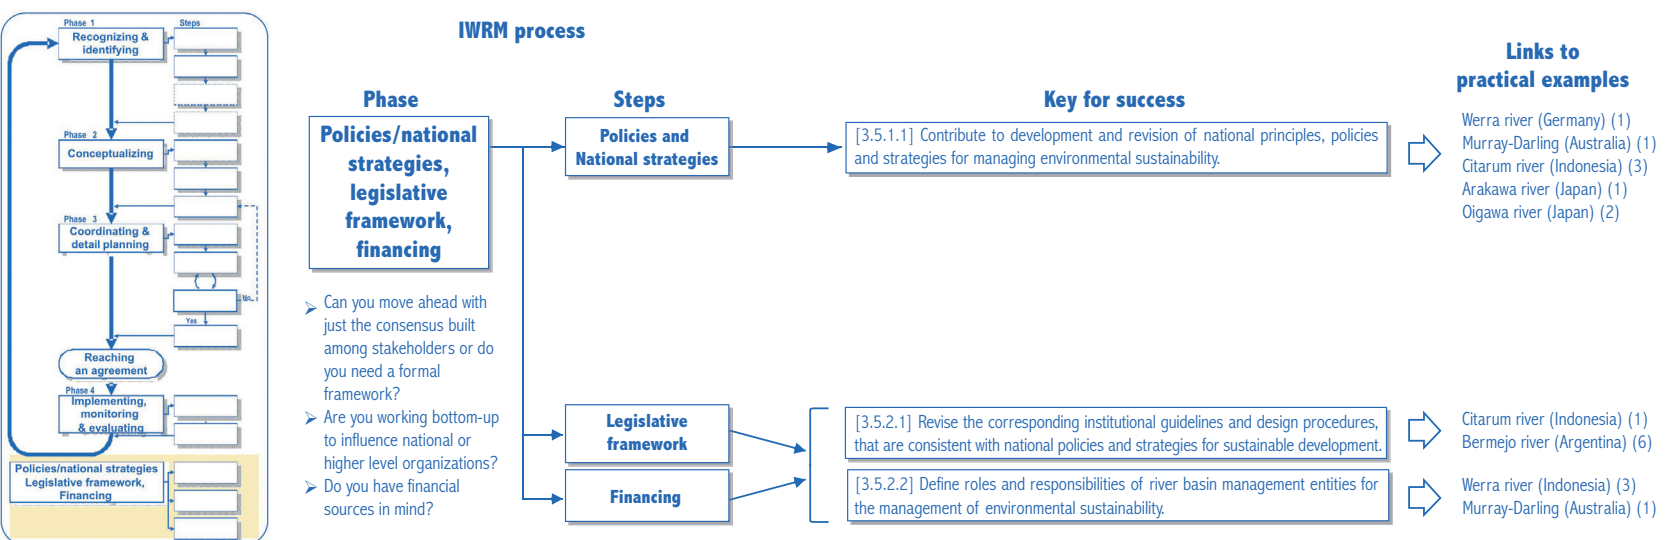 Phase 1
Steps
Recognizing &
identifying
Phase 2
Conceptualizing
Phase 3
Coordinating &
detail planning
No
Yes
Reaching
an agreement
Phase 4
Implementing,
monitoring
& evaluating
Policies/national strategies
Legislative framework,
Financing
IWRM process
Phase
Policies/national
strategies,
legislative
framework,
financing
Can you move ahead with
just the consensus built
among stakeholders or do
you need a formal
framework?
Are you working bottom-up
to influence national or
higher level organizations?
Do you have financial
sources in mind?
Steps
Policies and
National strategies
Legislative
framework
Financing
Key for success
[3.5.1.1] Contribute to development and revision of national principles, policies
and strategies for managing environmental sustainability.
[3.5.2.1] Revise the corresponding institutional guidelines and design procedures,
that are consistent with national policies and strategies for sustainable development.
[3.5.2.2] Define roles and responsibilities of river basin management entities for
the management of environmental sustainability.
Links to
practical examples
Werra river (Germany) (1)
Murray-Darling (Australia) (1)
Citarum river (Indonesia) (3)
Arakawa river (Japan) (1)
Oigawa river (Japan) (2)
Citarum river (Indonesia) (1)
Bermejo river (Argentina) (6)
Werra river (Indonesia) (3)
Murray-Darling (Australia) (1)